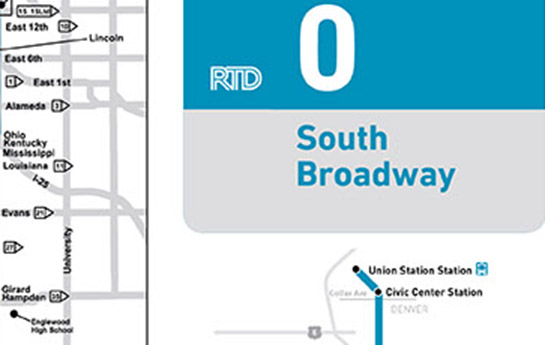 15 15LMT
East 12th 10
Lincoln
East 6th
1 East 1st
Alameda 3
Ohio
Kentucky
Mississippi
Louisiana 11
I-25
Evans 21
University
27
Girard
Hampden 35
Englewood
High School
0
RTD
South
Broadway
Union Station Station
Civic Center Station
Colfax Ave
DENVER
6